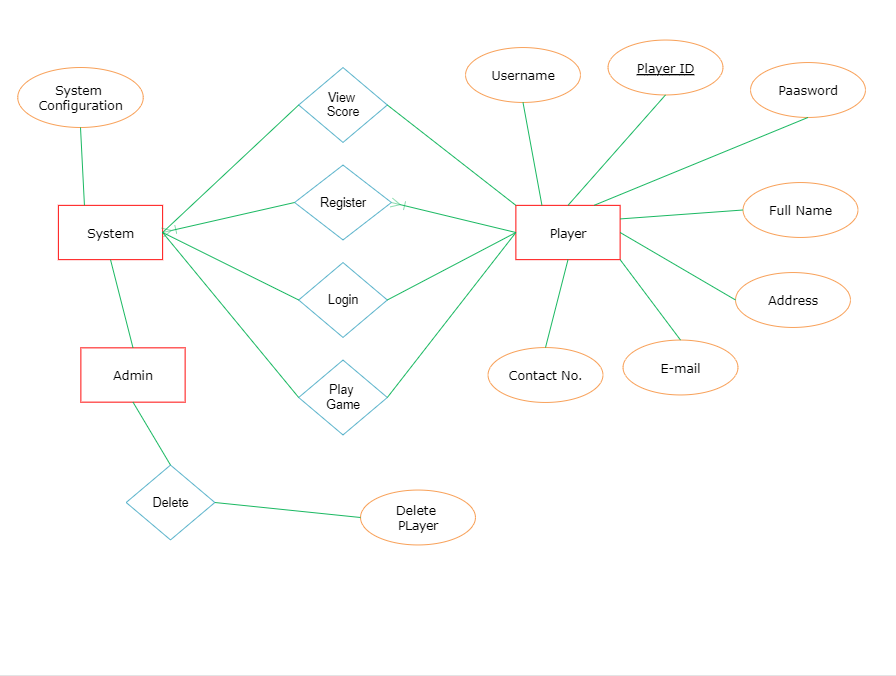 Username
Player ID
Paasword
System
Configuration
View
Score
Register
Full Name
System
Player
Login
Address
Admin
Play
Game
Contact No.
E-mail
Delete
Delete
PLayer